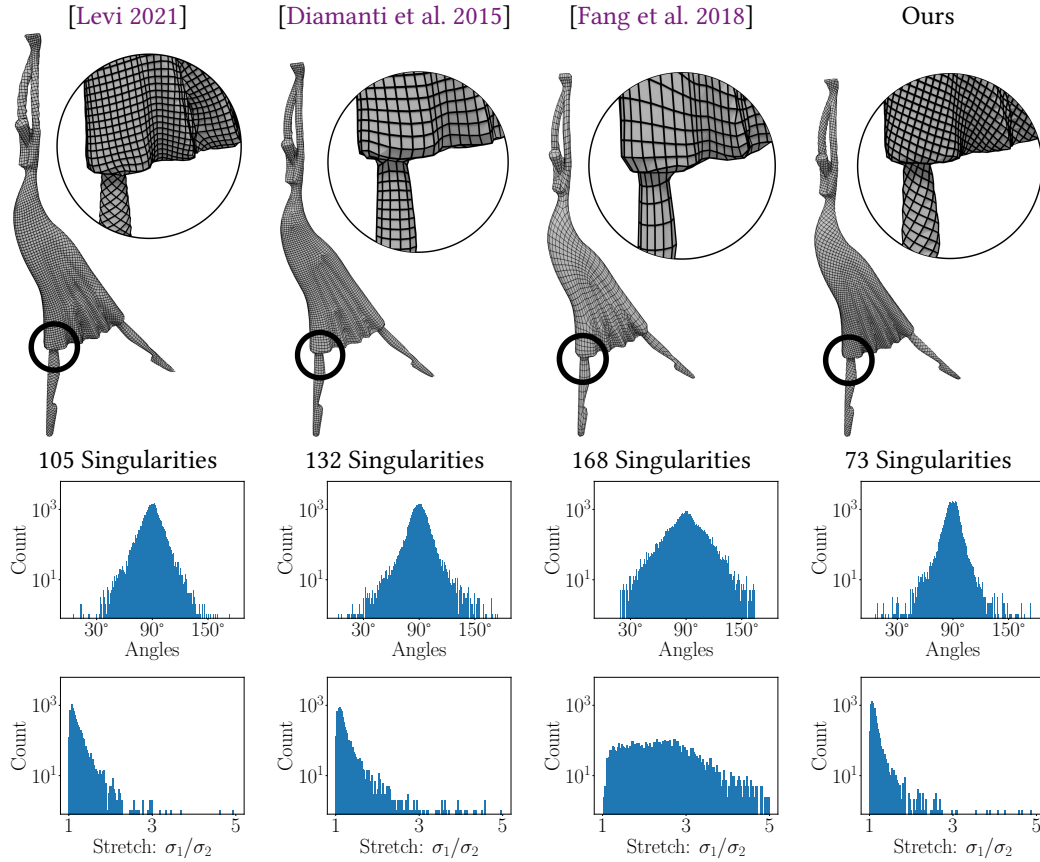 [Levi 2021] [Diamanti et al. 2015] [Fang et al. 2018] Ours
105 Singularities 132 Singularities 168 Singularities 73 Singularities
10³ 10³ 10³ 10³
Count Count Count Count
10¹ 10¹ 10¹ 10¹
30° 90° 150° 30° 90° 150° 30° 90° 150° 30° 90° 150°
Angles Angles Angles Angles
10³ 10³ 10³ 10³
Count Count Count Count
10¹ 10¹ 10¹ 10¹
1 3 5 1 3 5 1 3 5 1 3 5
Stretch: σ₁/σ₂ Stretch: σ₁/σ₂ Stretch: σ₁/σ₂ Stretch: σ₁/σ₂